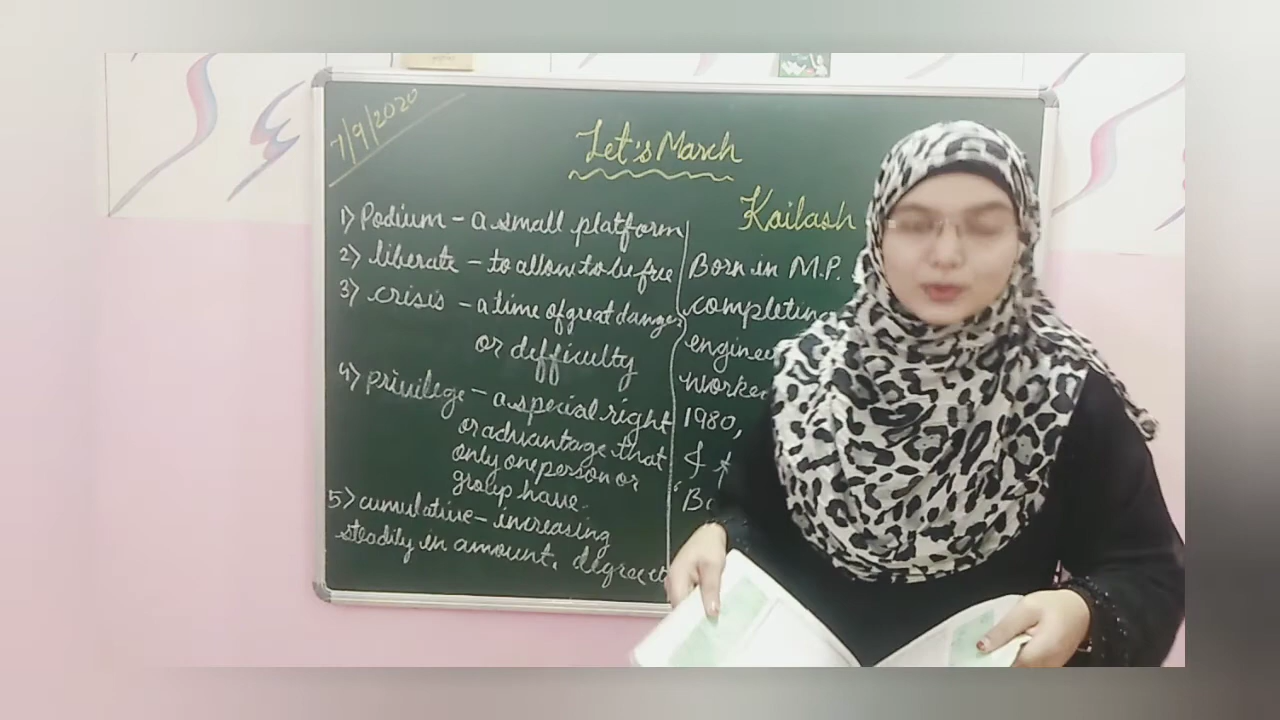 7/9/2020
Let's March
1) Podium - a small platform
2) liberate - to allow to be free
3) crisis - a time of great danger
or difficulty
4) privilege - a special right
or advantage that
only one person or
group have.
5) cumulative - increasing
steadily in amount, degree etc
Kailash
Born in M.P.
completing
engineer
worked
1980,
&